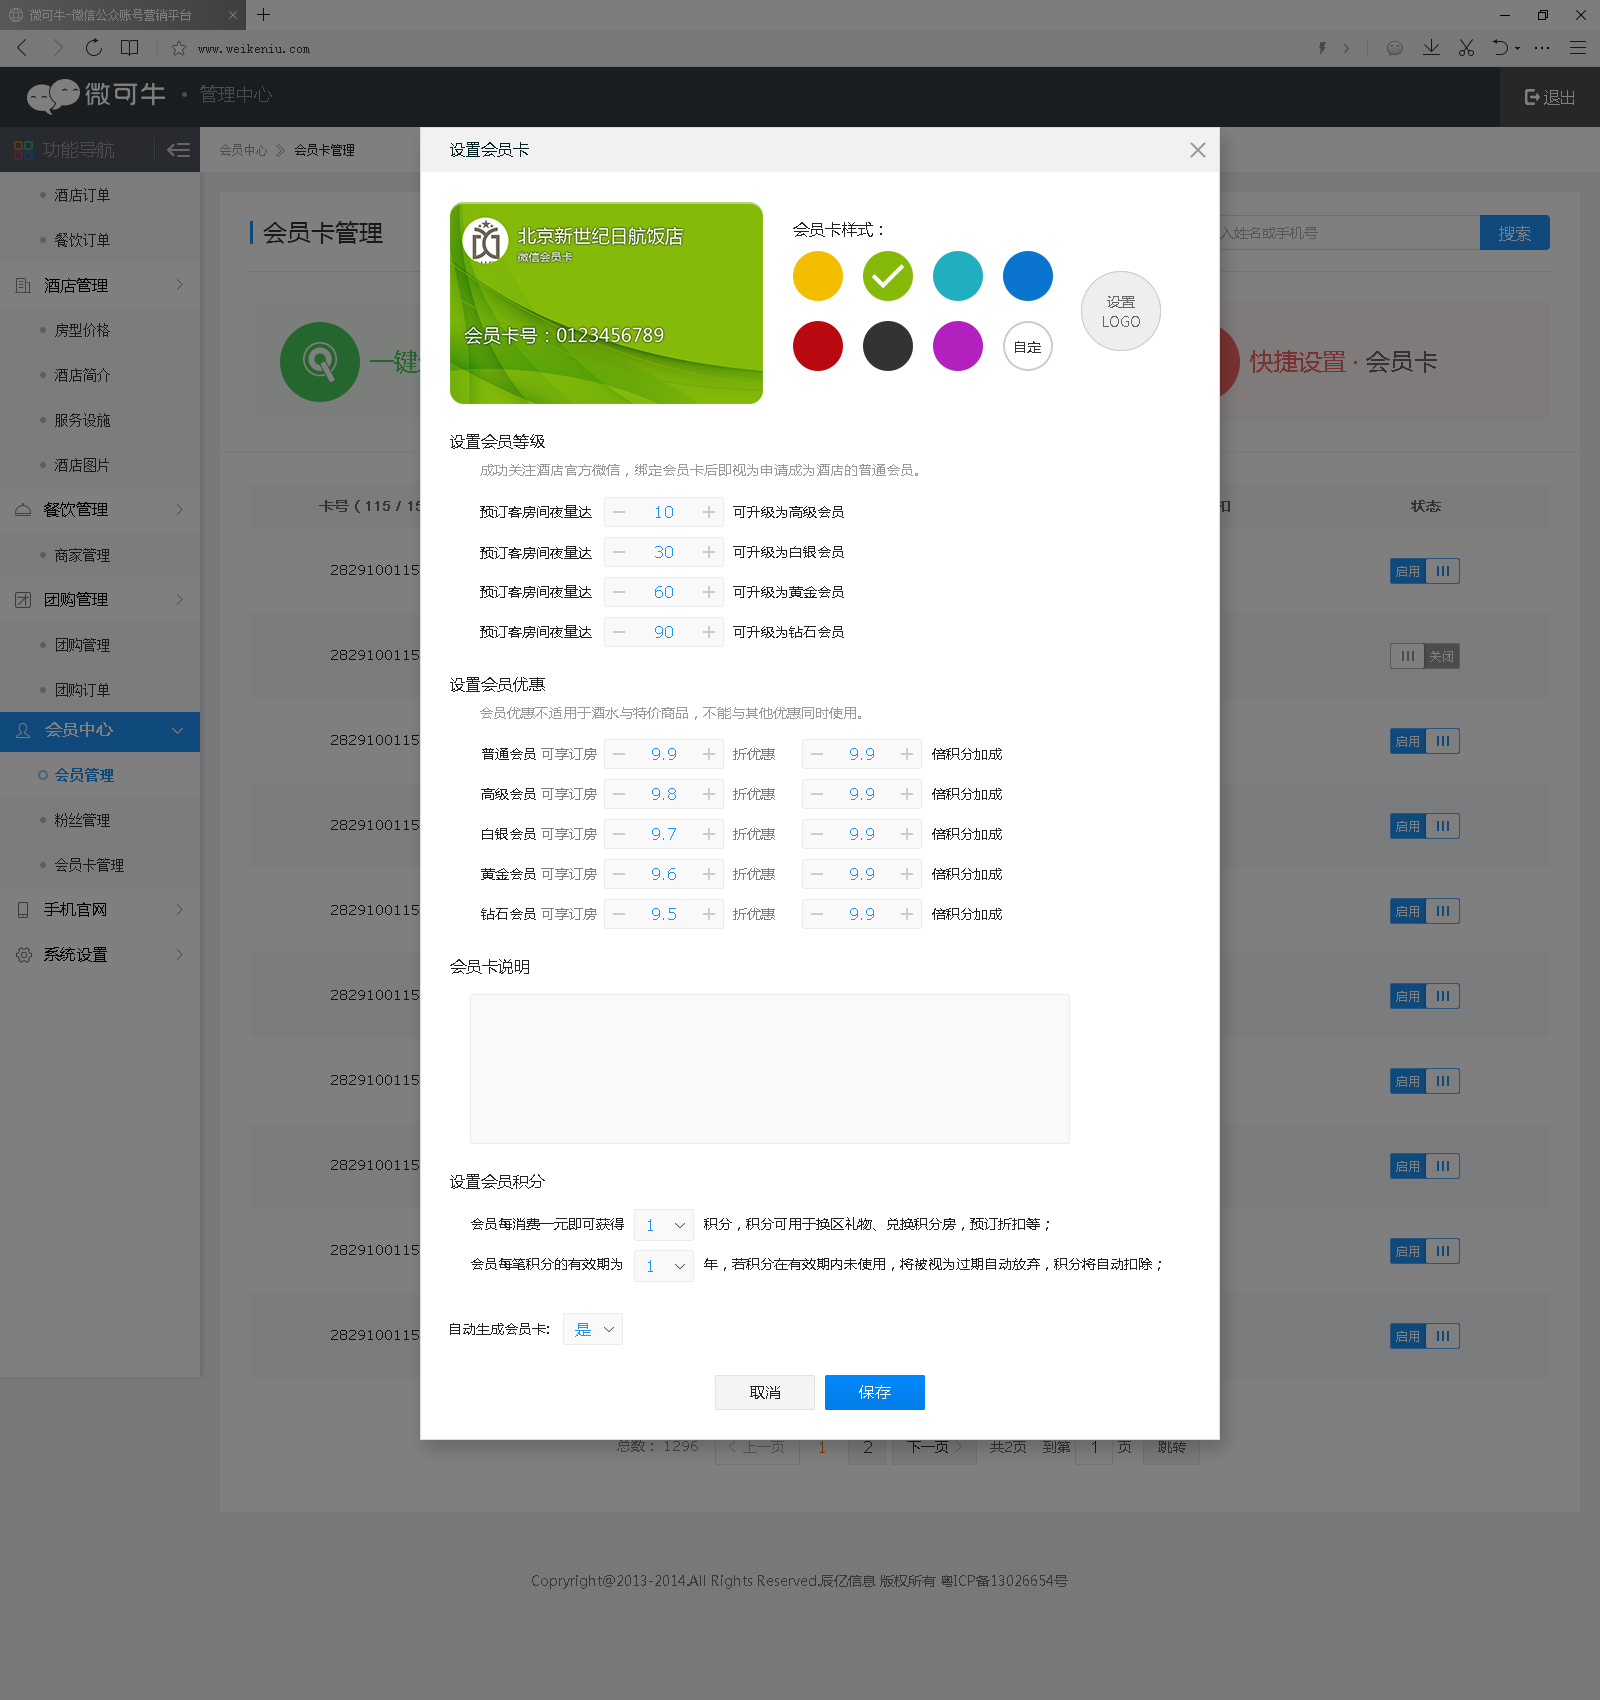 微可牛-微信公众账号营销平台
www.weikeniu.com
微可牛 · 管理中心
退出
功能导航
会员中心 会员卡管理
酒店订单
餐饮订单
酒店管理
房型价格
酒店简介
服务设施
酒店图片
餐饮管理
商家管理
团购管理
团购管理
团购订单
会员中心
会员管理
粉丝管理
会员卡管理
手机官网
系统设置
会员卡管理
入姓名或手机号
搜索
一键
快捷设置 · 会员卡
卡号（115 / 15
扣
状态
2829100115
启用
2829100115
关闭
2829100115
启用
2829100115
启用
2829100115
启用
2829100115
启用
2829100115
启用
2829100115
启用
2829100115
启用
2829100115
启用
设置会员卡
北京新世纪日航饭店
微信会员卡
会员卡号：0123456789
会员卡样式：
自定
设置
LOGO
设置会员等级
成功关注酒店官方微信，绑定会员卡后即视为申请成为酒店的普通会员。
预订客房间夜量达 － 10 ＋ 可升级为高级会员
预订客房间夜量达 － 30 ＋ 可升级为白银会员
预订客房间夜量达 － 60 ＋ 可升级为黄金会员
预订客房间夜量达 － 90 ＋ 可升级为钻石会员
设置会员优惠
会员优惠不适用于酒水与特价商品，不能与其他优惠同时使用。
普通会员 可享订房 － 9.9 ＋ 折优惠 － 9.9 ＋ 倍积分加成
高级会员 可享订房 － 9.8 ＋ 折优惠 － 9.9 ＋ 倍积分加成
白银会员 可享订房 － 9.7 ＋ 折优惠 － 9.9 ＋ 倍积分加成
黄金会员 可享订房 － 9.6 ＋ 折优惠 － 9.9 ＋ 倍积分加成
钻石会员 可享订房 － 9.5 ＋ 折优惠 － 9.9 ＋ 倍积分加成
会员卡说明
设置会员积分
会员每消费一元即可获得 1 积分，积分可用于换区礼物、兑换积分房，预订折扣等；
会员每笔积分的有效期为 1 年，若积分在有效期内未使用，将被视为过期自动放弃，积分将自动扣除；
自动生成会员卡: 是
取消 保存
总数： 1296 上一页 1 2 下一页 共2页 到第 1 页 跳转
Copryright@2013-2014.All Rights Reserved.辰亿信息 版权所有 粤ICP备13026654号